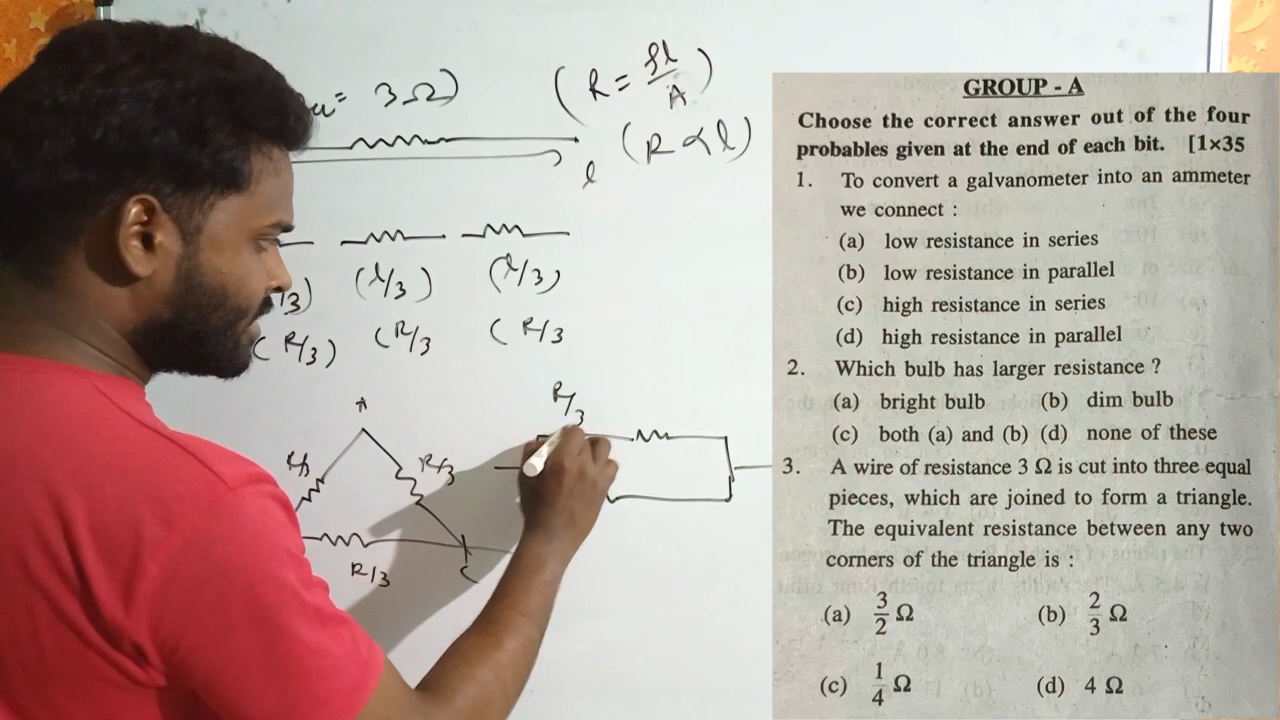 = 3Ω)
(R = ρl/A)
(R ∝ l)
l
/3) (l/3) (l/3)
(R/3) (R/3 (R/3
R/3
A
R/3
R/3
C
GROUP - A
Choose the correct answer out of the four
probables given at the end of each bit. [1×35
1. To convert a galvanometer into an ammeter
we connect :
(a) low resistance in series
(b) low resistance in parallel
(c) high resistance in series
(d) high resistance in parallel
2. Which bulb has larger resistance ?
(a) bright bulb (b) dim bulb
(c) both (a) and (b) (d) none of these
3. A wire of resistance 3 Ω is cut into three equal
pieces, which are joined to form a triangle.
The equivalent resistance between any two
corners of the triangle is :
(a) 3/2 Ω (b) 2/3 Ω
(c) 1/4 Ω (d) 4 Ω